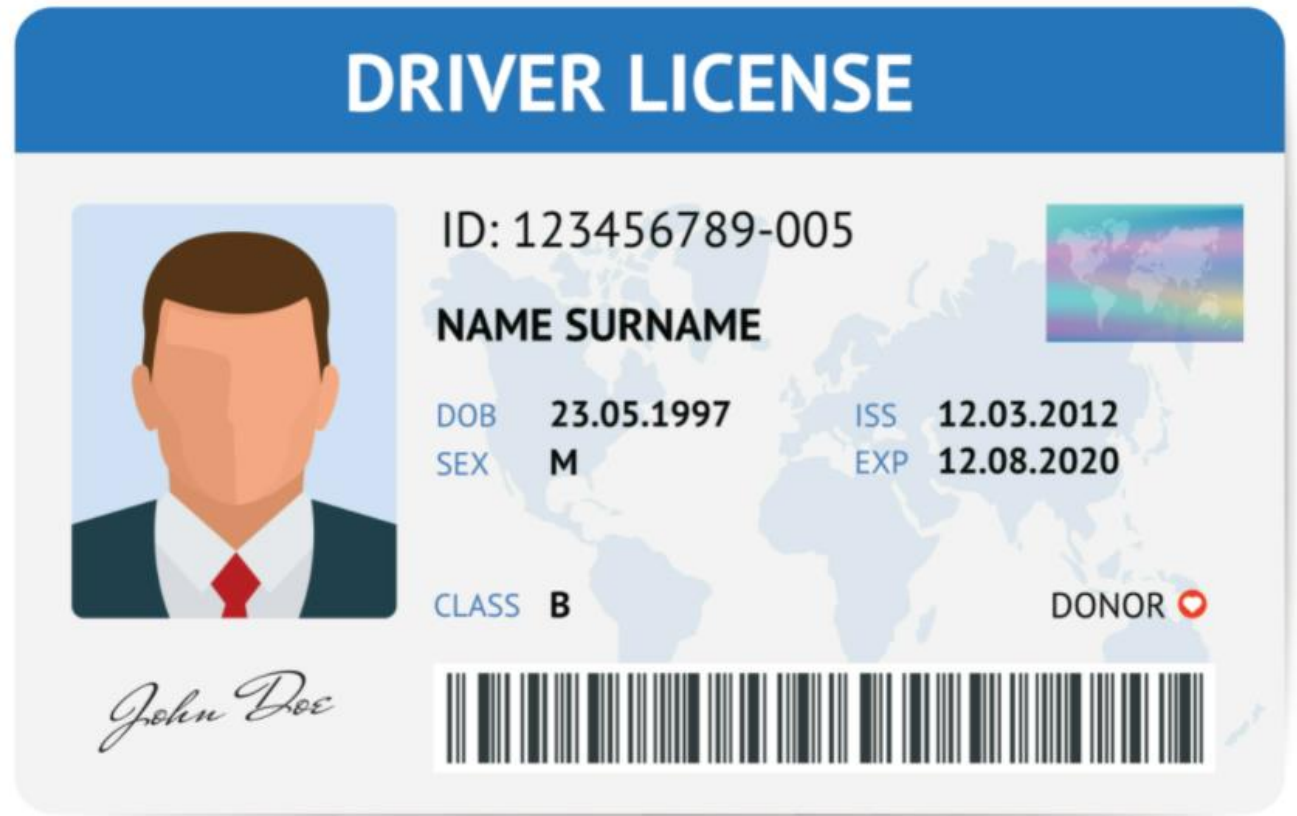 DRIVER LICENSE
ID: 123456789-005
NAME SURNAME
DOB 23.05.1997 ISS 12.03.2012
SEX M EXP 12.08.2020
CLASS B DONOR
John Doe